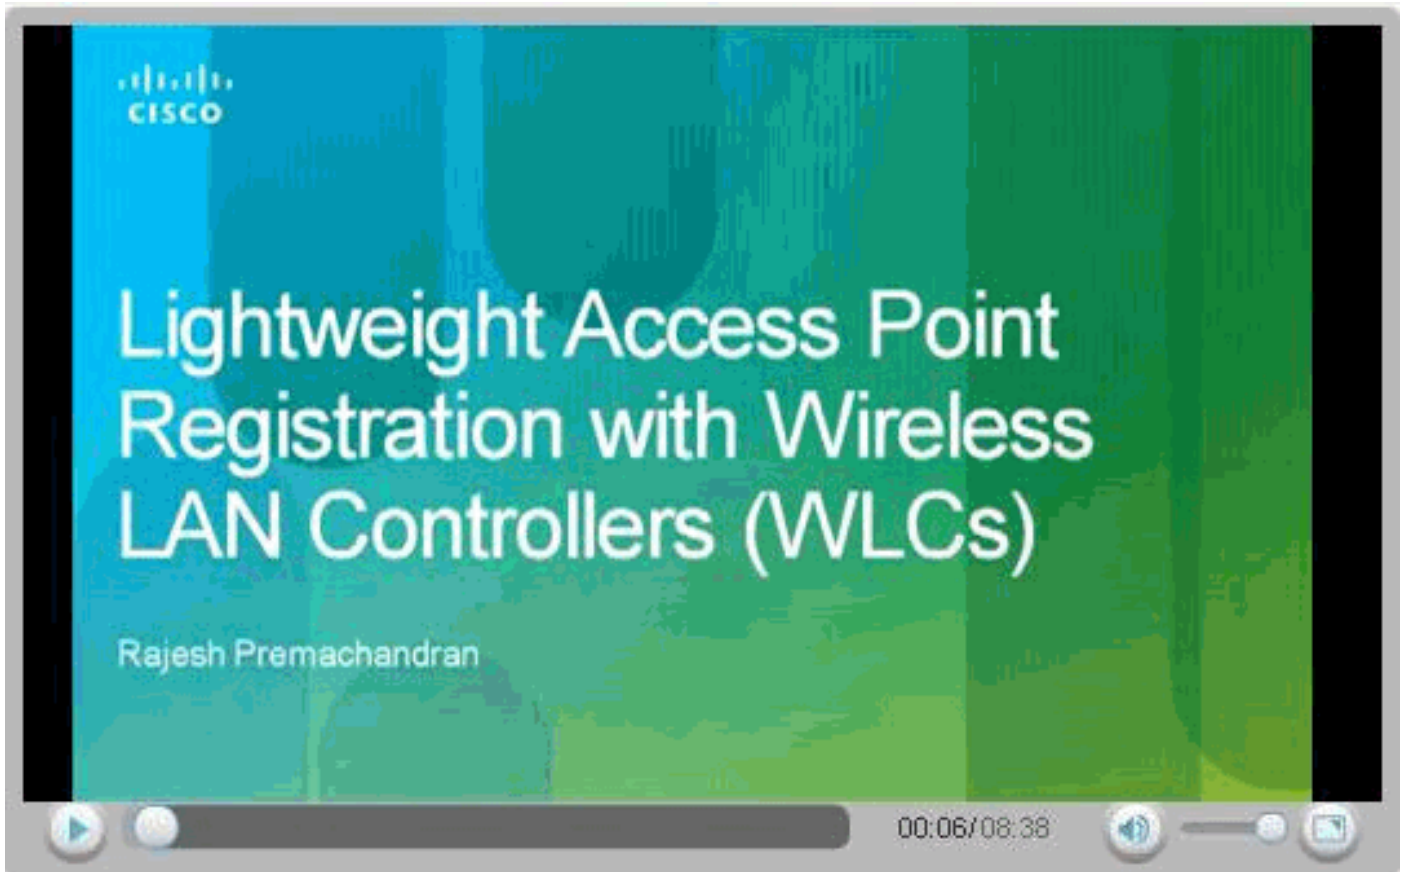 CISCO
Lightweight Access Point
Registration with Wireless
LAN Controllers (WLCs)
Rajesh Premachandran
00:06/08:38